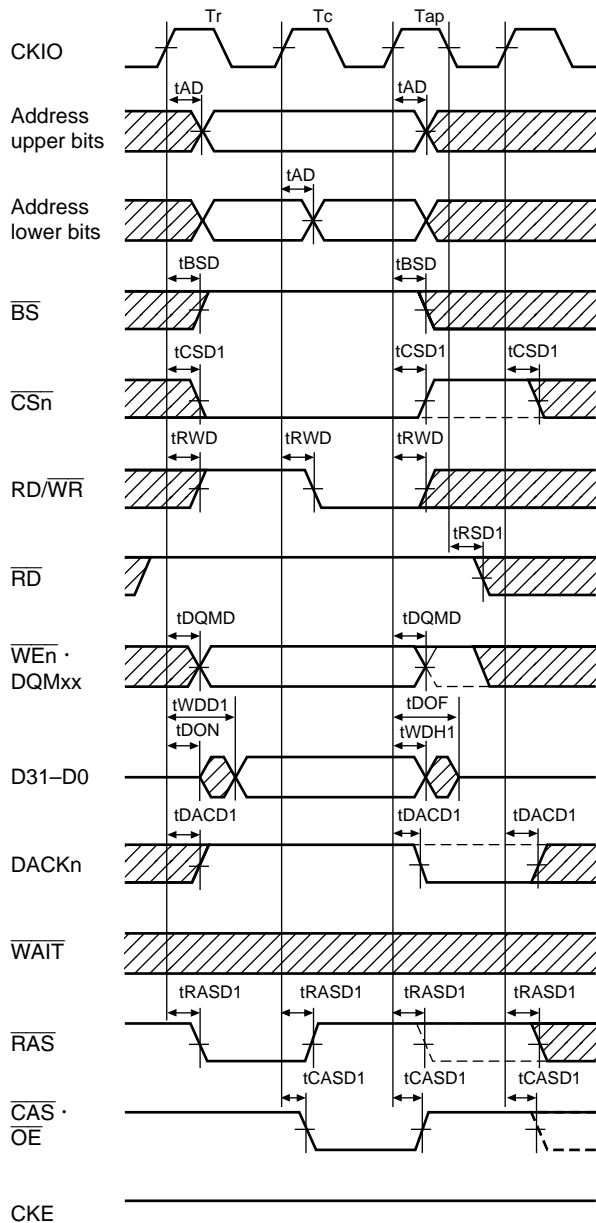 Tr Tc Tap
CKIO
tAD tAD
Address
upper bits
tAD
Address
lower bits
tBSD tBSD
BS
tCSD1 tCSD1 tCSD1
CSn
tRWD tRWD tRWD
RD/WR
tRSD1
RD
tDQMD tDQMD
WEn ·
DQMxx
tWDD1 tDOF
tDON tWDH1
D31–D0
tDACD1 tDACD1 tDACD1
DACKn
WAIT
tRASD1 tRASD1 tRASD1 tRASD1
RAS
tCASD1 tCASD1 tCASD1
CAS ·
OE
CKE